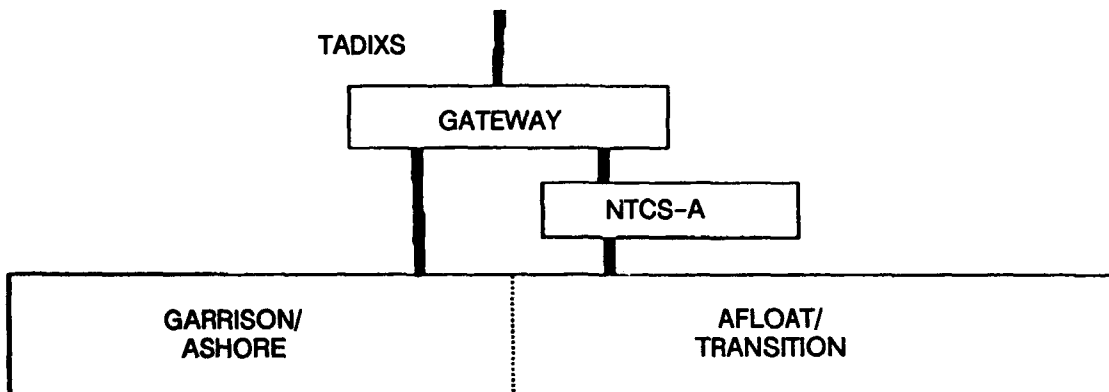 TADIXS
GATEWAY
NTCS-A
GARRISON/
ASHORE
AFLOAT/
TRANSITION